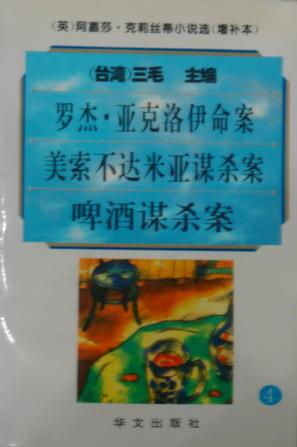 (英)阿嘉莎·克莉丝蒂小说选(增补本)
(台湾)三毛 主编
罗杰·亚克洛伊命案
美索不达米亚谋杀案
啤酒谋杀案
4
华文出版社